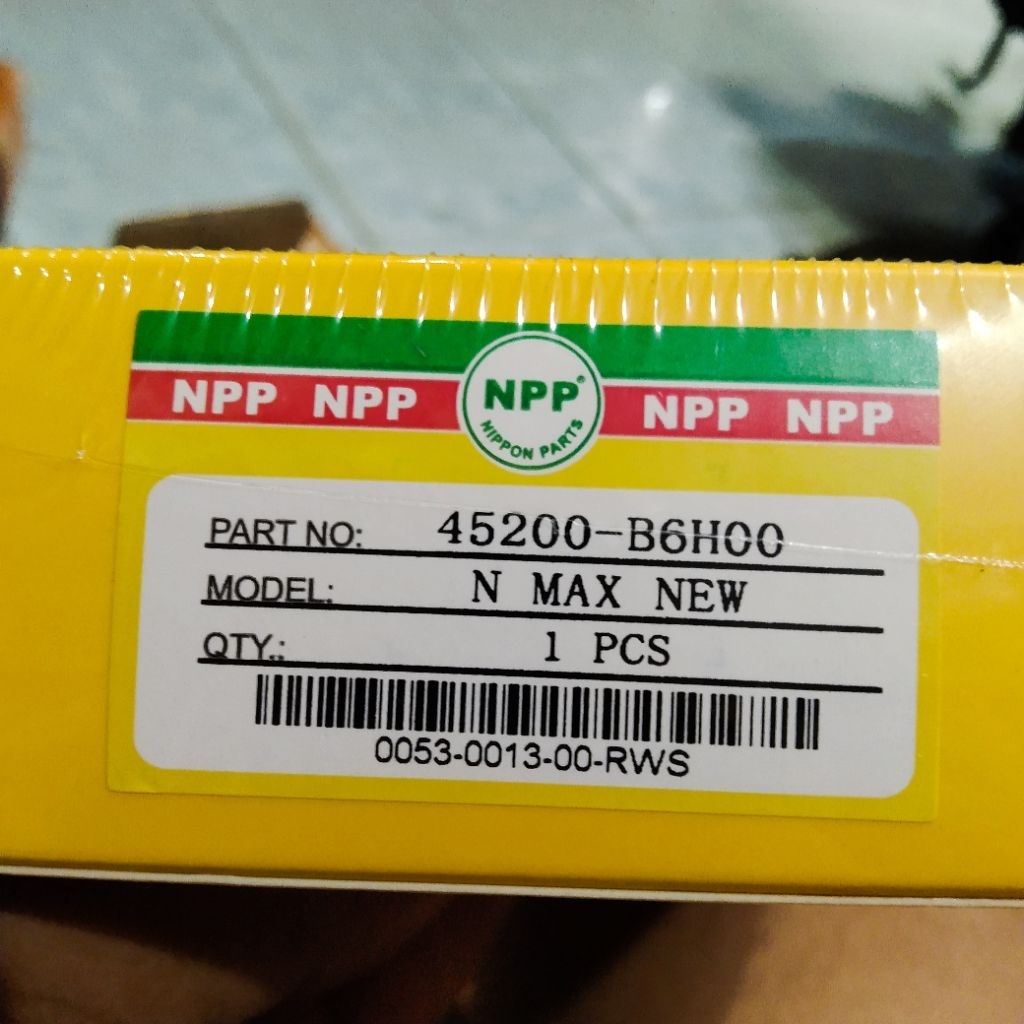 NPP NPP NPP® NPP NPP
NIPPON PARTS
PART NO: 45200-B6H00
MODEL: N MAX NEW
QTY.: 1 PCS
0053-0013-00-RWS